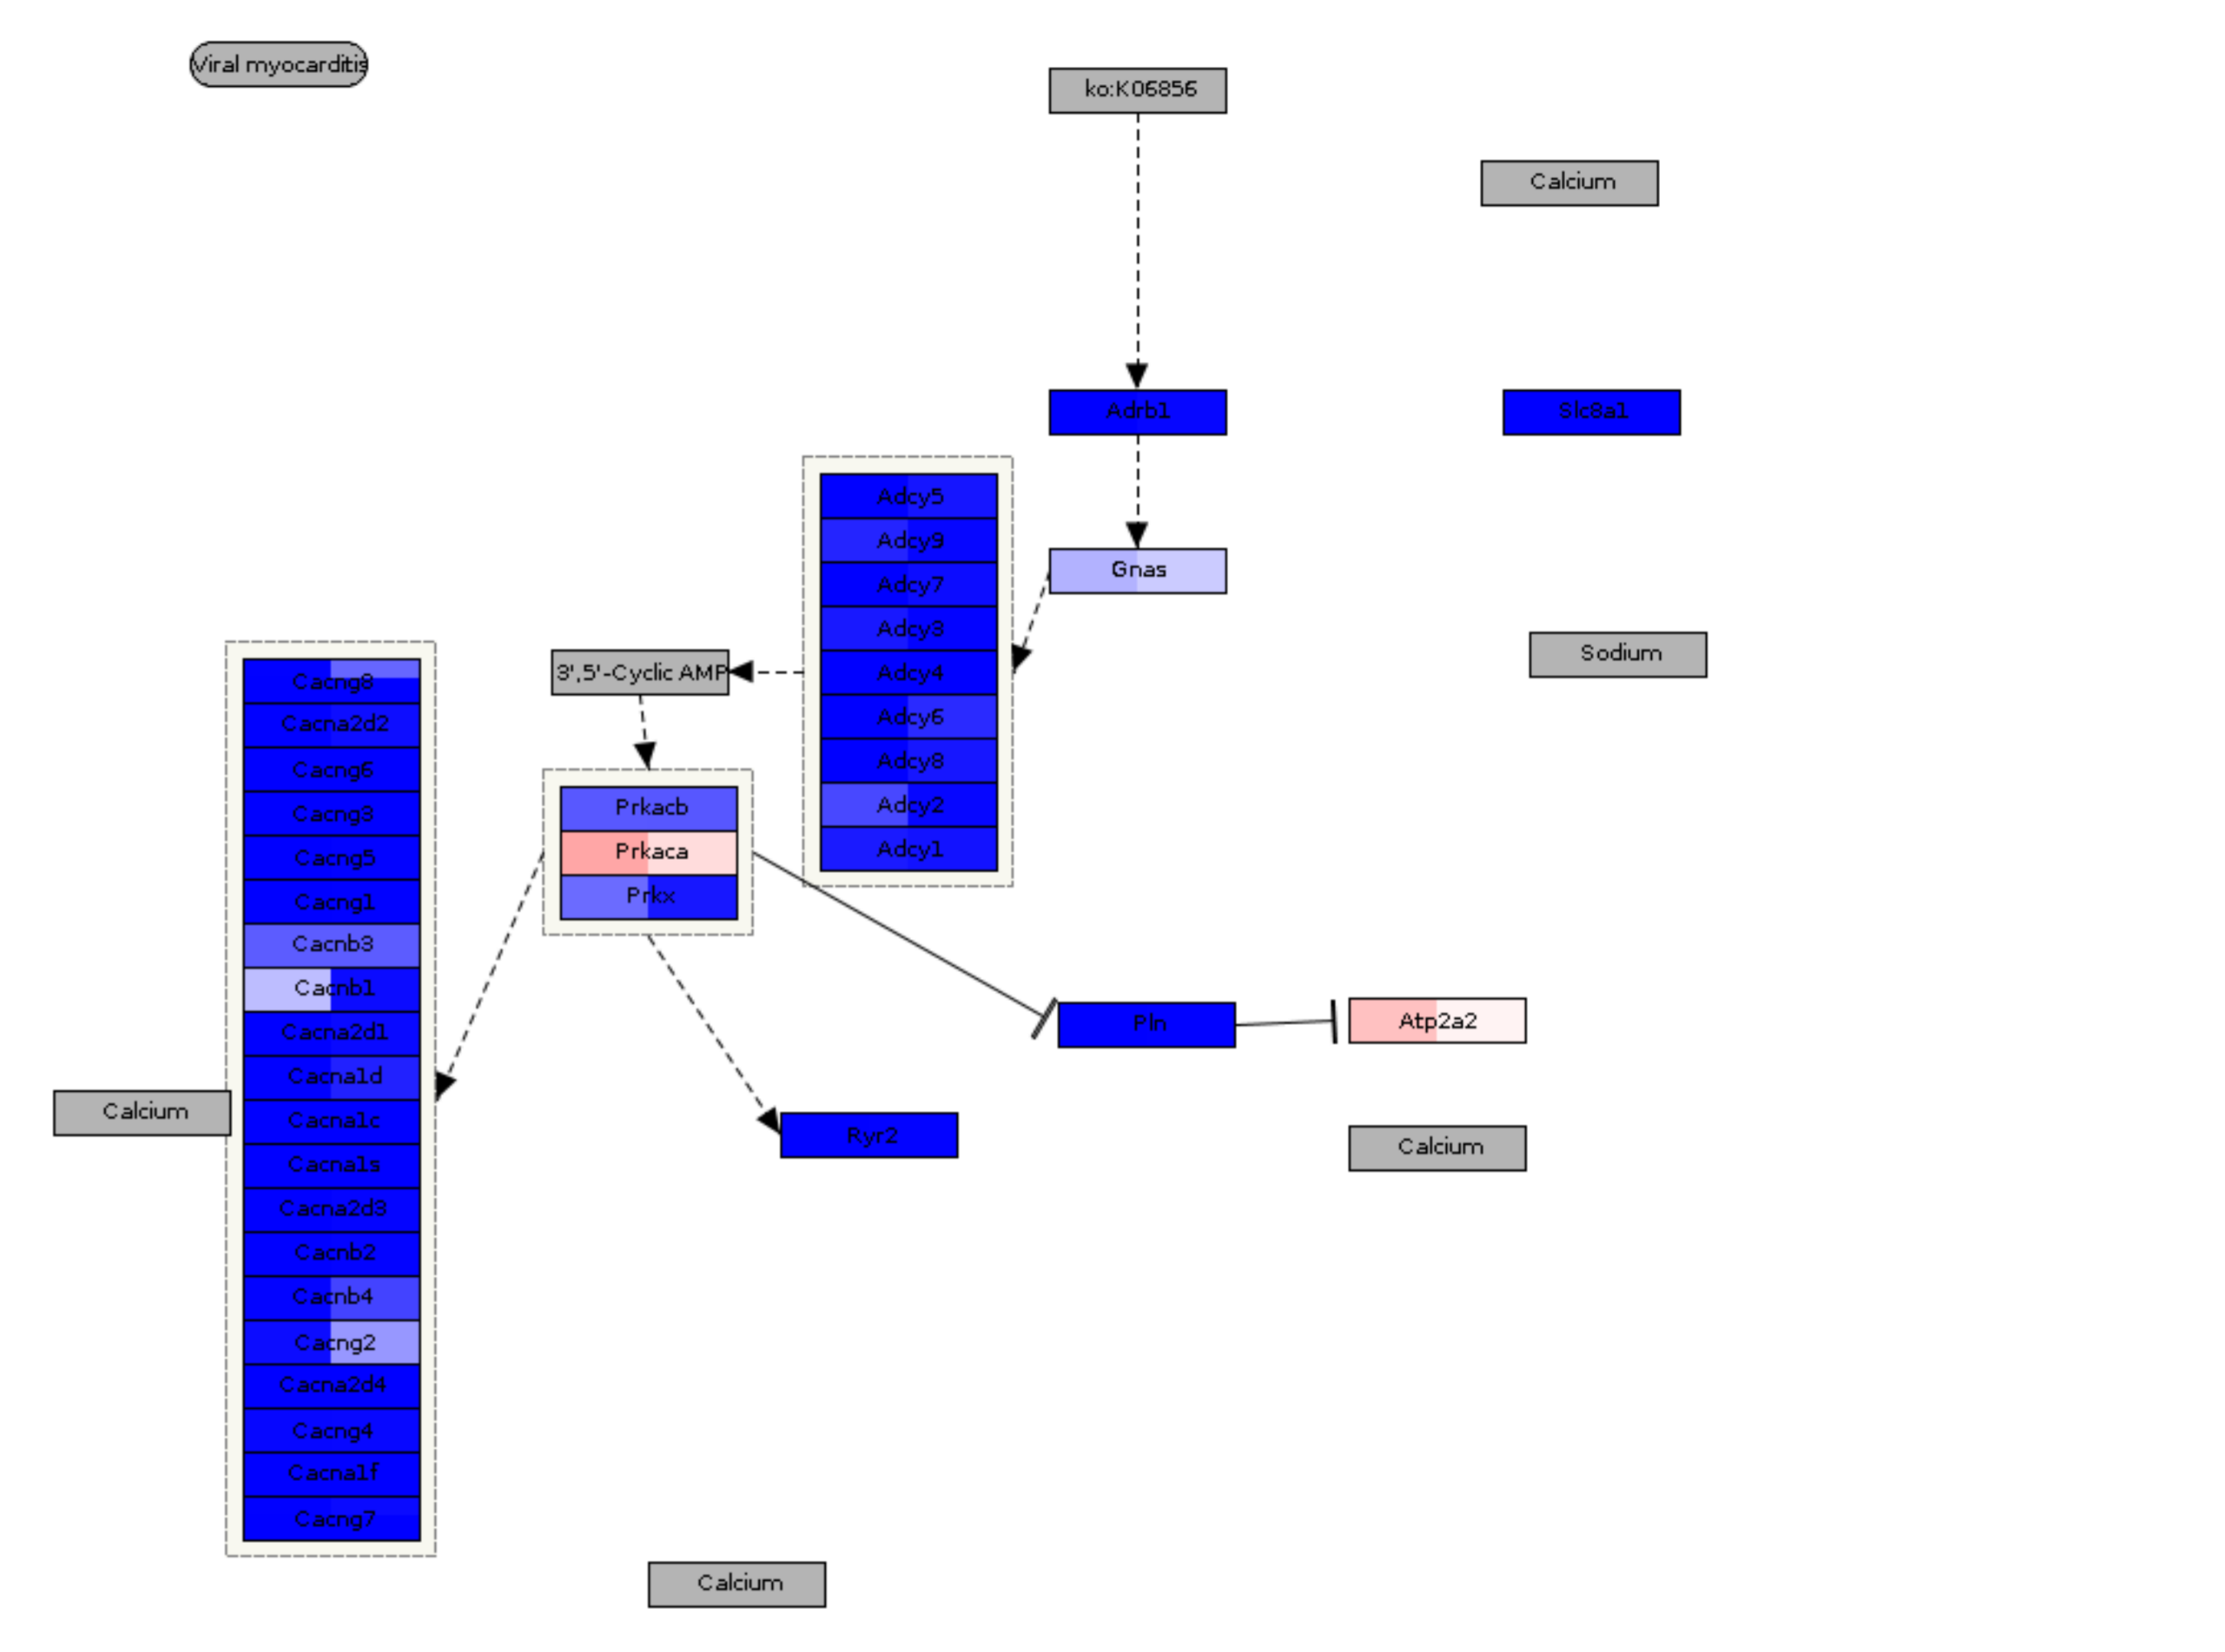 Viral myocarditis
ko:K06856
Calcium
Adrb1
Slc8a1
Adcy5
Adcy9
Adcy7
Adcy3
Adcy4
Adcy6
Adcy8
Adcy2
Adcy1
Gnas
Sodium
3',5'-Cyclic AMP
Cacng8
Cacna2d2
Cacng6
Cacng3
Cacng5
Cacng1
Cacnb3
Cacnb1
Cacna2d1
Cacna1d
Cacna1c
Cacna1s
Cacna2d3
Cacnb2
Cacnb4
Cacng2
Cacna2d4
Cacng4
Cacna1f
Cacng7
Prkacb
Prkaca
Prkx
Pln
Atp2a2
Calcium
Ryr2
Calcium
Calcium